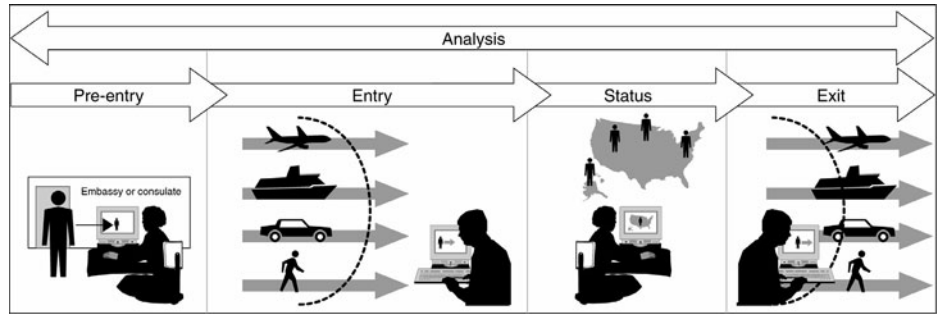 Analysis
Pre-entry
Entry
Status
Exit
Embassy or consulate